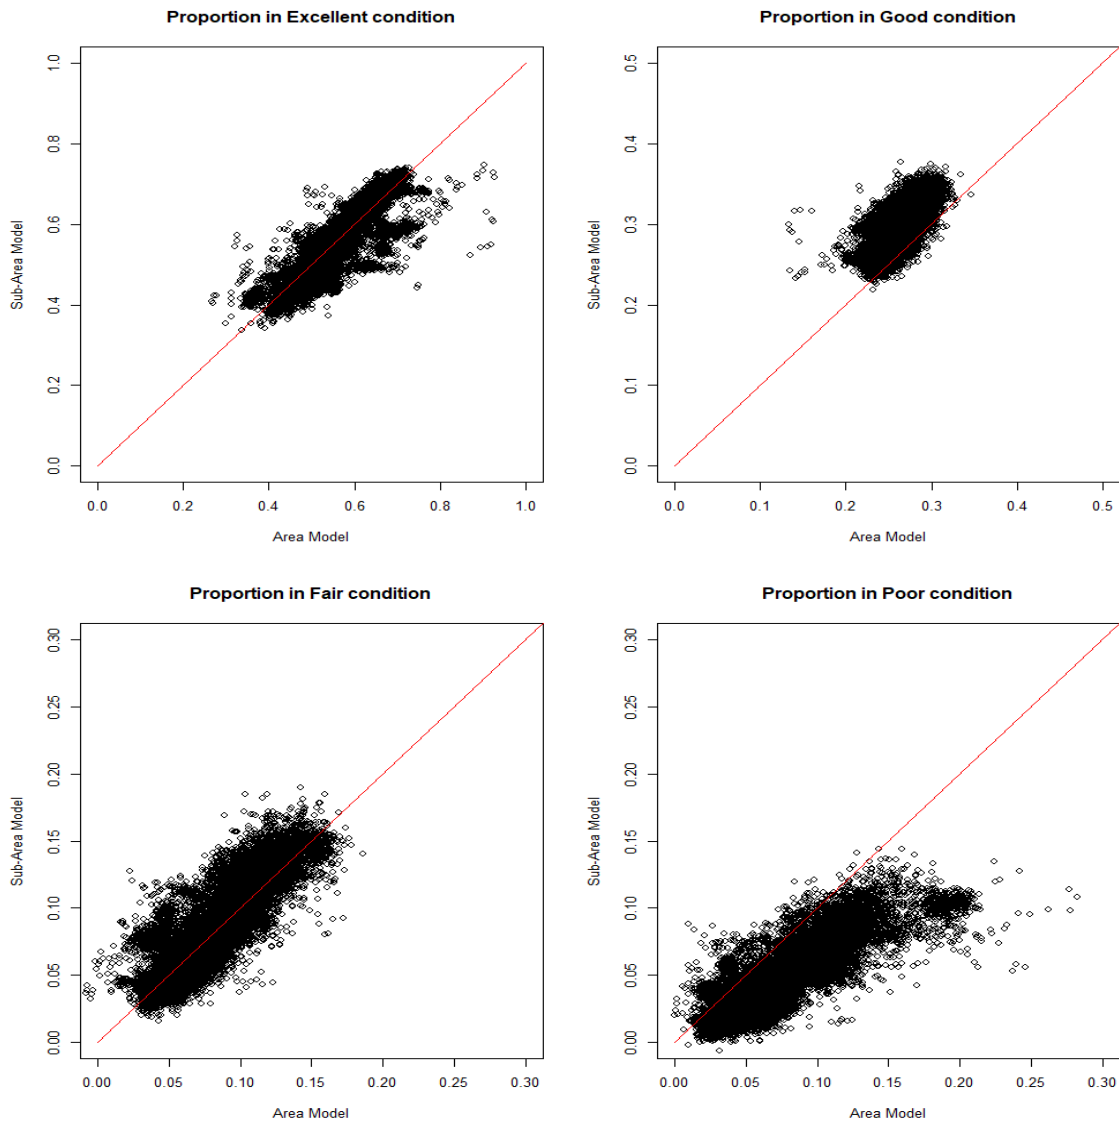 Proportion in Excellent condition
Sub-Area Model
1.0
0.8
0.6
0.4
0.2
0.0
0.0 0.2 0.4 0.6 0.8 1.0
Area Model
Proportion in Good condition
Sub-Area Model
0.5
0.4
0.3
0.2
0.1
0.0
0.0 0.1 0.2 0.3 0.4 0.5
Area Model
Proportion in Fair condition
Sub-Area Model
0.30
0.25
0.20
0.15
0.10
0.05
0.00
0.00 0.05 0.10 0.15 0.20 0.25 0.30
Area Model
Proportion in Poor condition
Sub-Area Model
0.30
0.25
0.20
0.15
0.10
0.05
0.00
0.00 0.05 0.10 0.15 0.20 0.25 0.30
Area Model